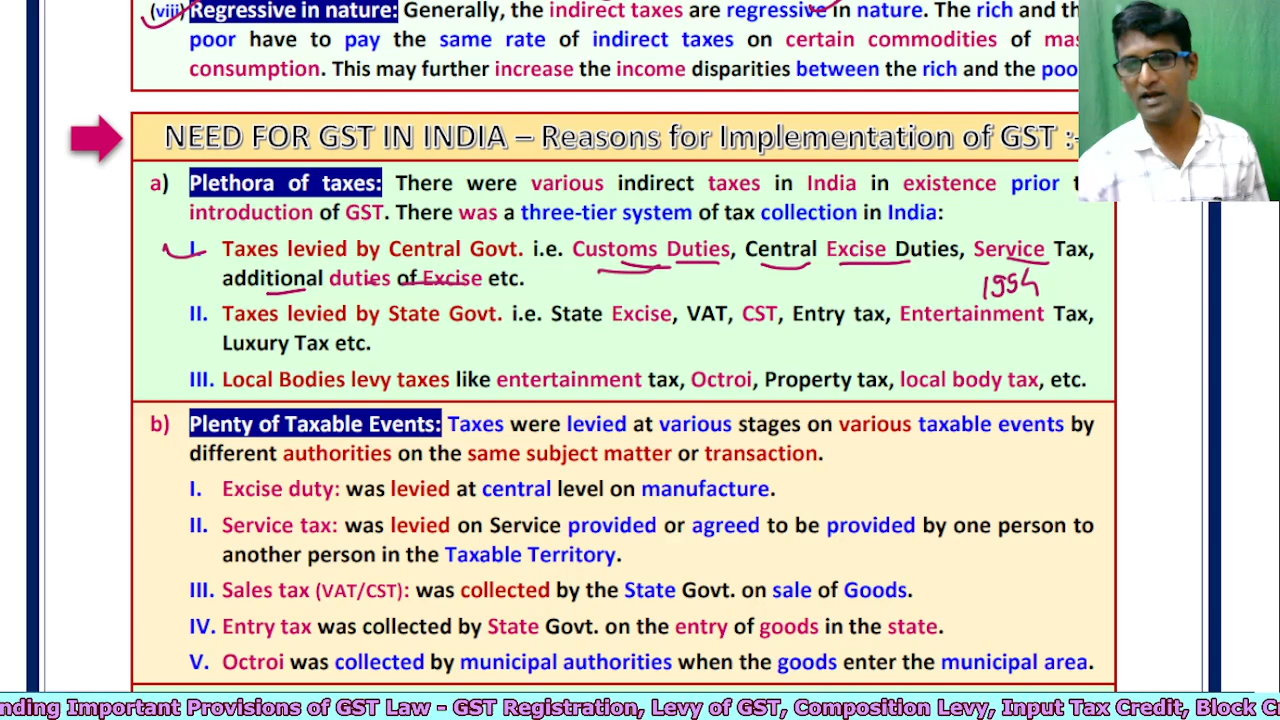 (viii) Regressive in nature: Generally, the indirect taxes are regressive in nature. The rich and th
poor have to pay the same rate of indirect taxes on certain commodities of mas
consumption. This may further increase the income disparities between the rich and the poo
NEED FOR GST IN INDIA – Reasons for Implementation of GST :-
a) Plethora of taxes: There were various indirect taxes in India in existence prior t
introduction of GST. There was a three-tier system of tax collection in India:
I. Taxes levied by Central Govt. i.e. Customs Duties, Central Excise Duties, Service Tax,
additional duties of Excise etc.
1994
II. Taxes levied by State Govt. i.e. State Excise, VAT, CST, Entry tax, Entertainment Tax,
Luxury Tax etc.
III. Local Bodies levy taxes like entertainment tax, Octroi, Property tax, local body tax, etc.
b) Plenty of Taxable Events: Taxes were levied at various stages on various taxable events by
different authorities on the same subject matter or transaction.
I. Excise duty: was levied at central level on manufacture.
II. Service tax: was levied on Service provided or agreed to be provided by one person to
another person in the Taxable Territory.
III. Sales tax (VAT/CST): was collected by the State Govt. on sale of Goods.
IV. Entry tax was collected by State Govt. on the entry of goods in the state.
V. Octroi was collected by municipal authorities when the goods enter the municipal area.
nding Important Provisions of GST Law - GST Registration, Levy of GST, Composition Levy, Input Tax Credit, Block C